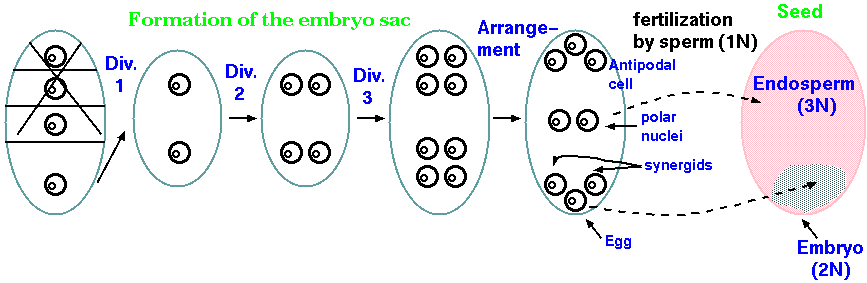 Formation of the embryo sac
Div.
1
Div.
2
Div.
3
Arrange-
ment
fertilization
by sperm (1N)
Seed
Antipodal
cell
polar
nuclei
synergids
Egg
Endosperm
(3N)
Embryo
(2N)